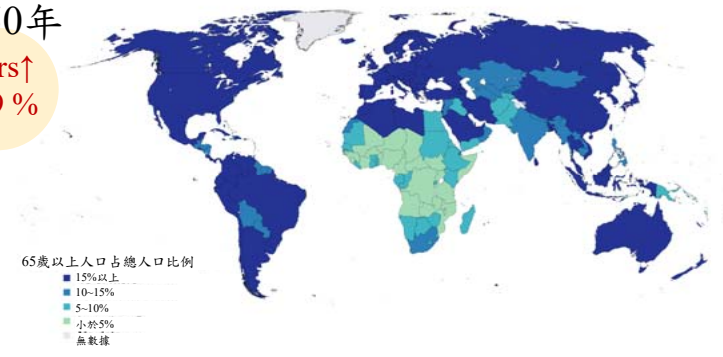 0年
rs↑
%
65歲以上人口占總人口比例
15%以上
10~15%
5~10%
小於5%
無數據